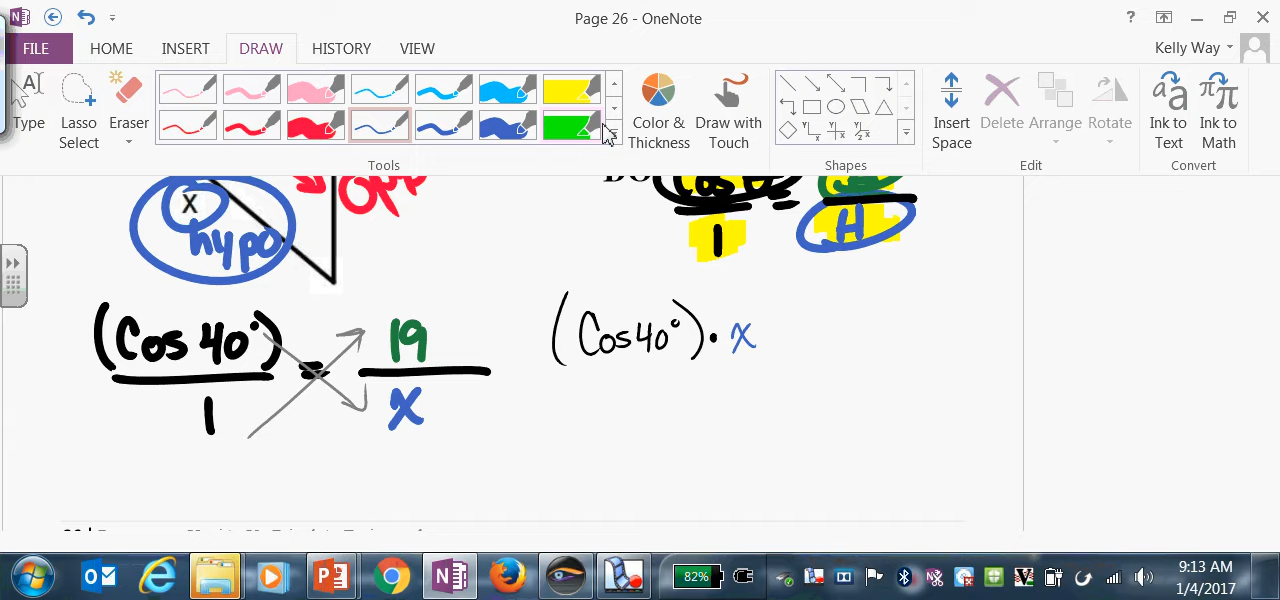 Page 26 - OneNote
?
FILE HOME INSERT DRAW HISTORY VIEW
Kelly Way
Type
Lasso Select
Eraser
Color & Thickness
Draw with Touch
Insert Space
Delete
Arrange
Rotate
Ink to Text
Ink to Math
Tools
Shapes
Edit
Convert
x
hypo
opp
1
H
(Cos 40°) = 19
1 x
(Cos 40°) · x
82%
9:13 AM
1/4/2017